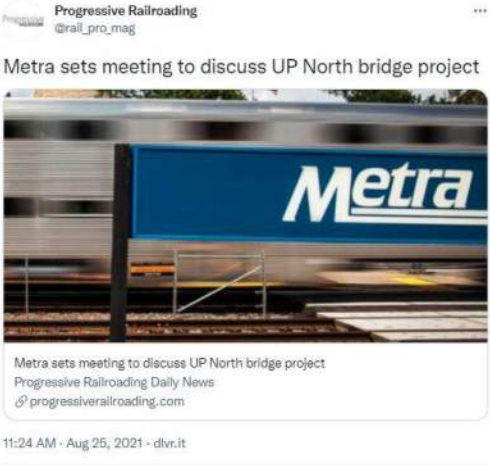 Progressive Railroading
@rail_pro_mag
Metra sets meeting to discuss UP North bridge project
Metra
Metra sets meeting to discuss UP North bridge project
Progressive Railroading Daily News
progressiverailroading.com
11:24 AM · Aug 25, 2021 · dlvr.it